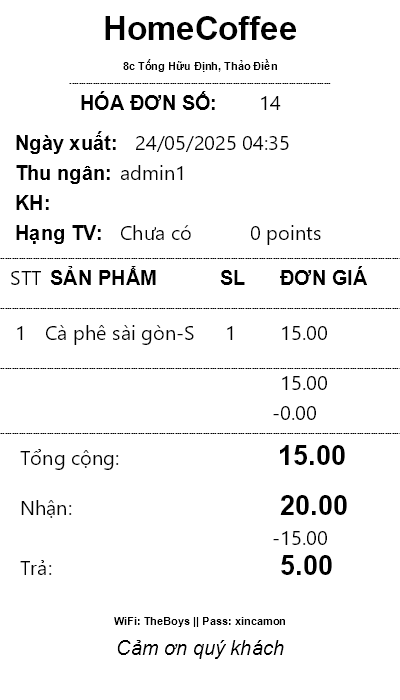 HomeCoffee
8c Tống Hữu Định, Thảo Điền
HÓA ĐƠN SỐ: 14
Ngày xuất: 24/05/2025 04:35
Thu ngân: admin1
KH:
Hạng TV: Chưa có 0 points
STT SẢN PHẨM SL ĐƠN GIÁ
1 Cà phê sài gòn-S 1 15.00
15.00
-0.00
Tổng cộng: 15.00
Nhận: 20.00
-15.00
Trả: 5.00
WiFi: TheBoys || Pass: xincamon
Cảm ơn quý khách